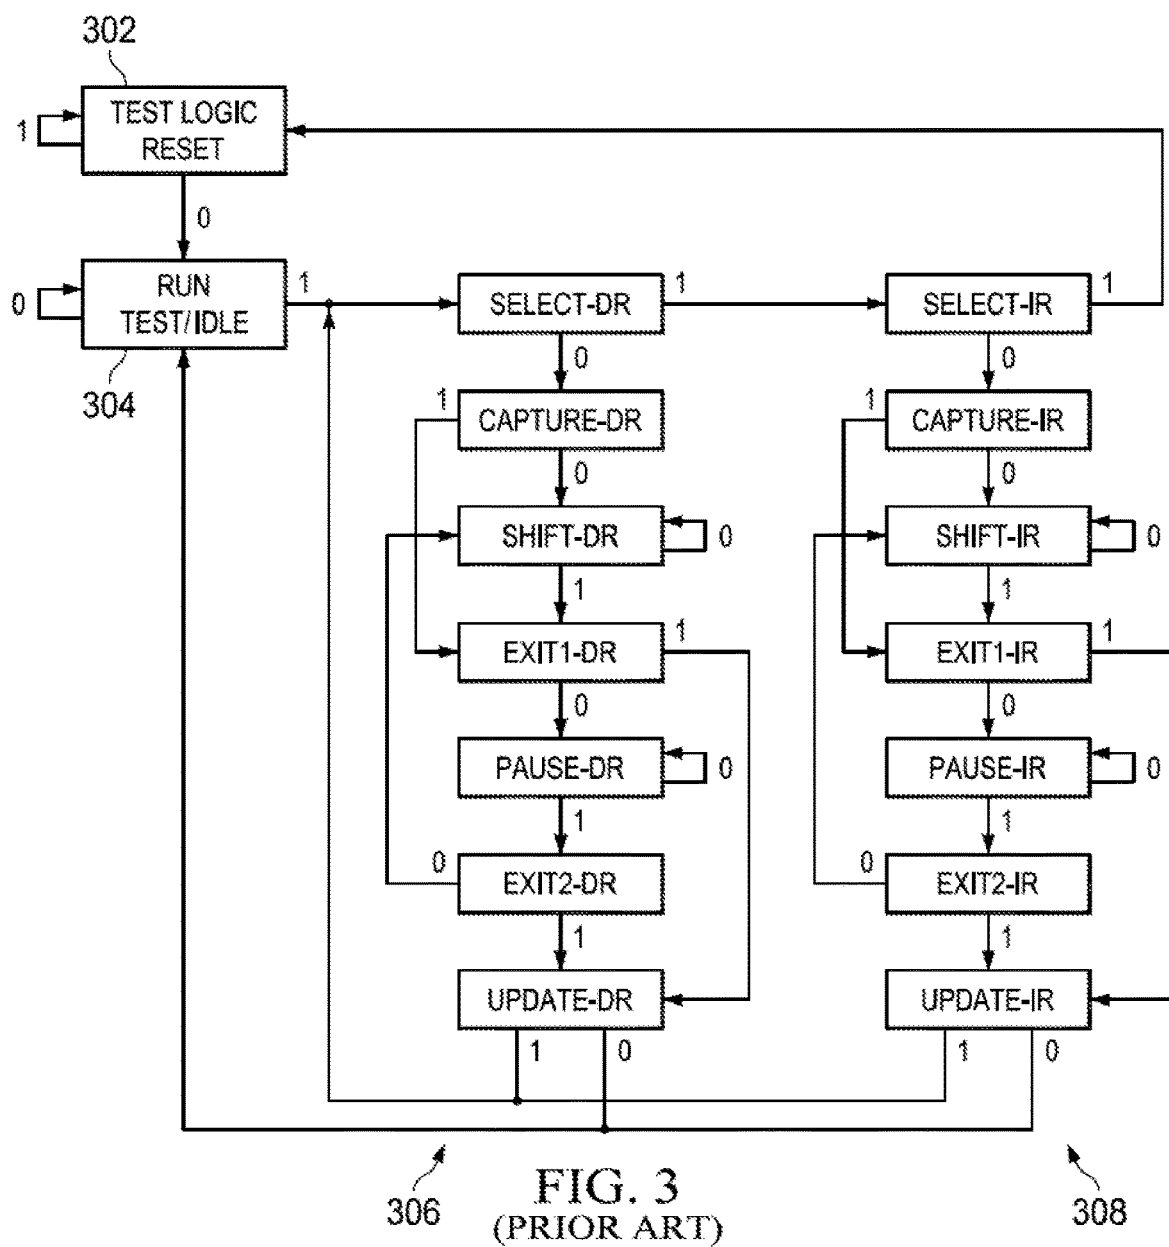 302
TEST LOGIC
RESET
1
0
RUN
TEST/IDLE
0
1
304
SELECT-DR
1
0
SELECT-IR
1
0
1
CAPTURE-DR
0
1
CAPTURE-IR
0
SHIFT-DR
0
1
SHIFT-IR
0
1
EXIT1-DR
1
0
EXIT1-IR
1
0
PAUSE-DR
0
1
PAUSE-IR
0
1
0
EXIT2-DR
1
0
EXIT2-IR
1
UPDATE-DR
1
0
UPDATE-IR
1
0
306
308
FIG. 3
(PRIOR ART)